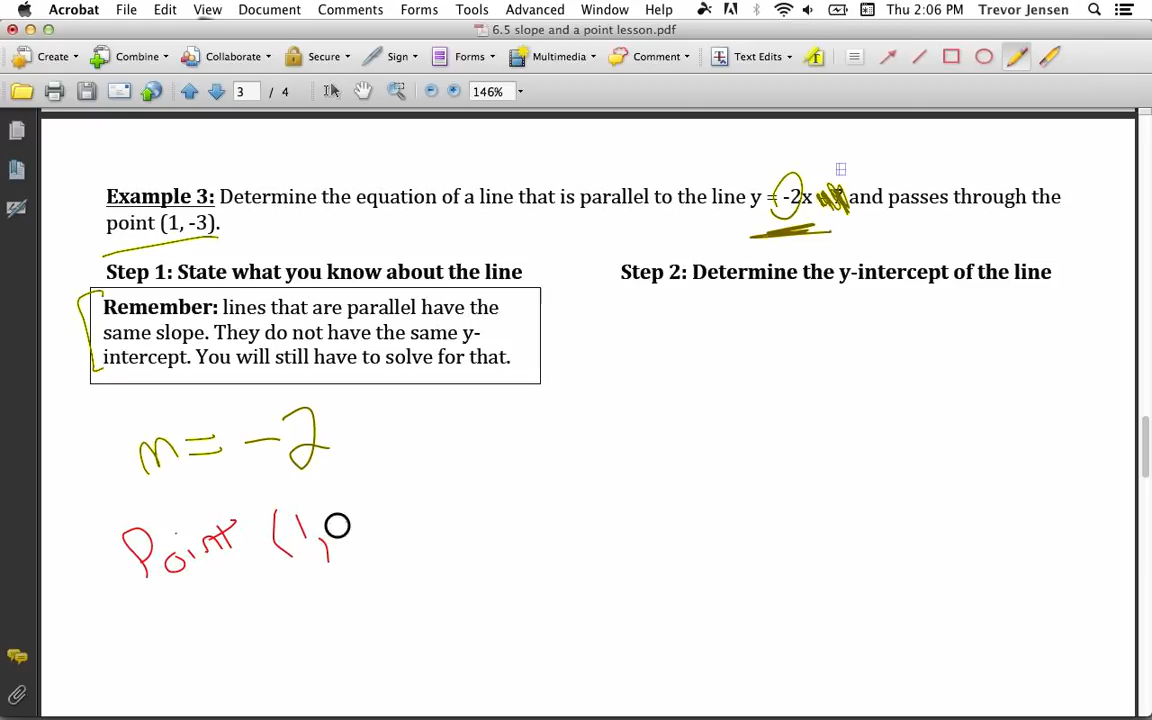 Acrobat File Edit View Window Document Comments Forms Tools Advanced Window Help Thu 2:06 PM Trevor Jensen
6.5 slope and a point lesson.pdf
Create Combine Collaborate Secure Sign Forms Multimedia Comment Text Edits
3 / 4 146%
Example 3: Determine the equation of a line that is parallel to the line y = -2x and passes through the
point (1, -3).
Step 1: State what you know about the line
Step 2: Determine the y-intercept of the line
Remember: lines that are parallel have the
same slope. They do not have the same y-
intercept. You will still have to solve for that.
m = -2
Point (1,